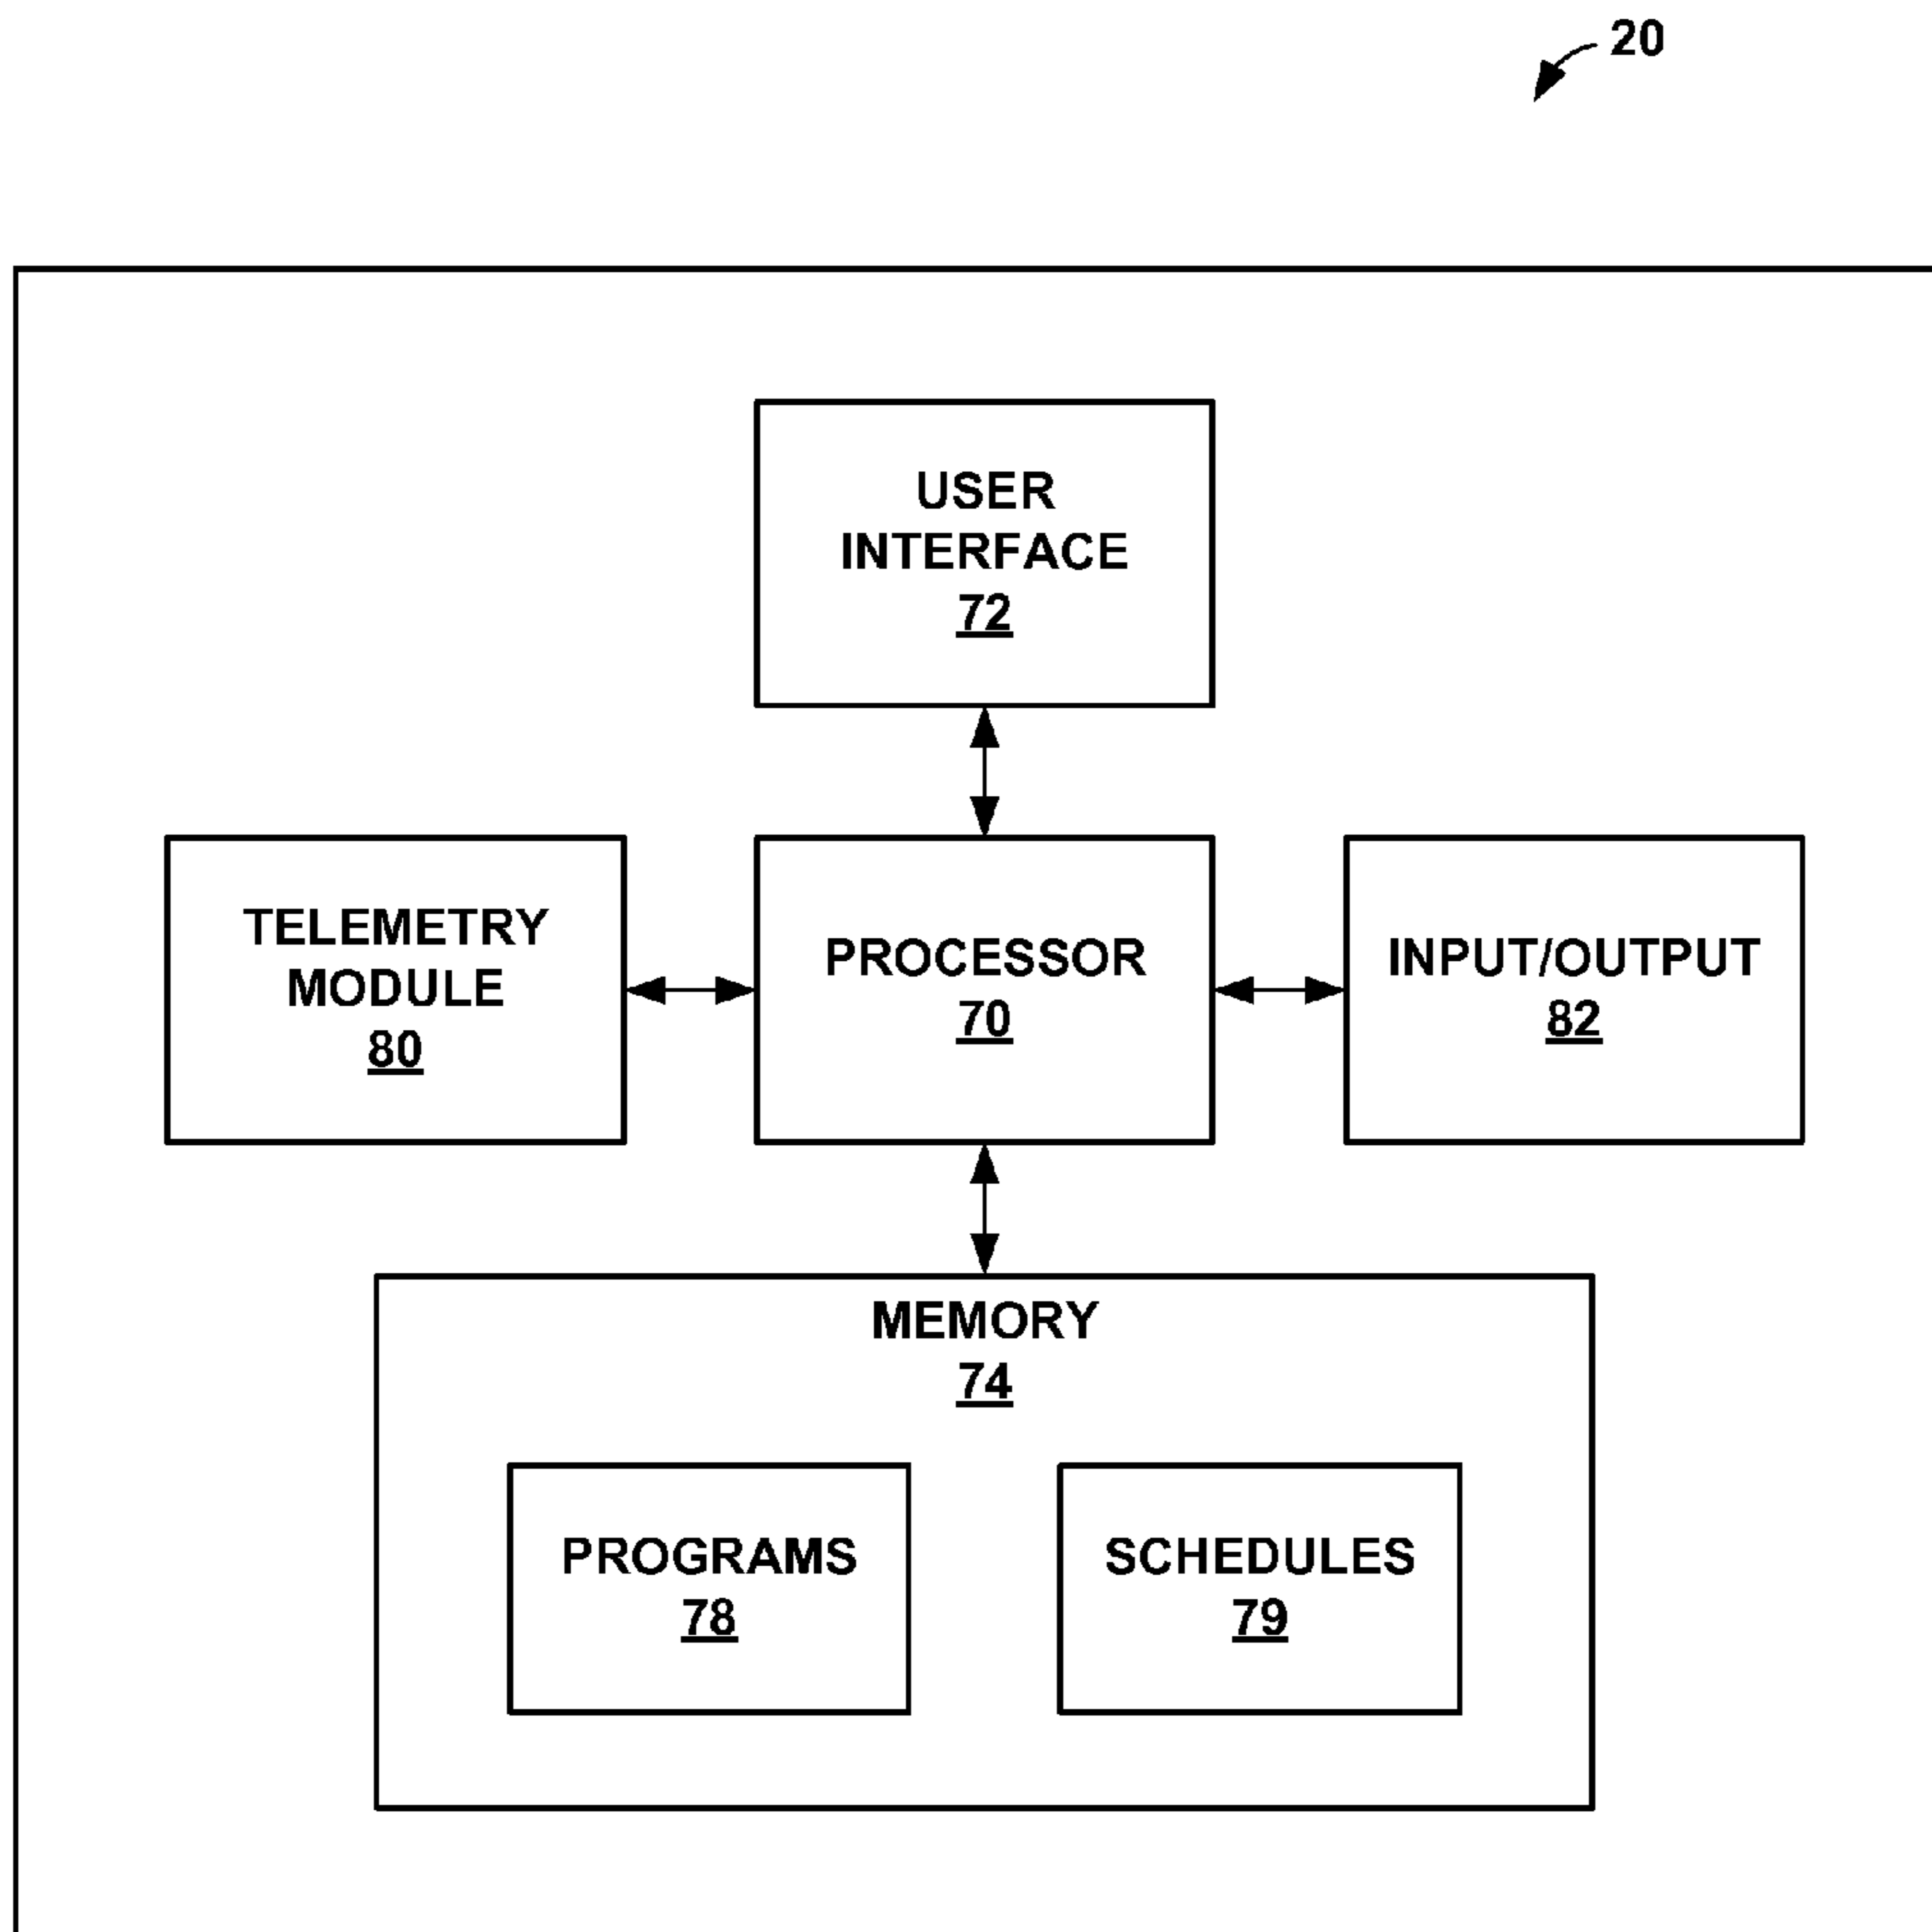 20
USER
INTERFACE
72
TELEMETRY
MODULE
80
PROCESSOR
70
INPUT/OUTPUT
82
MEMORY
74
PROGRAMS
78
SCHEDULES
79